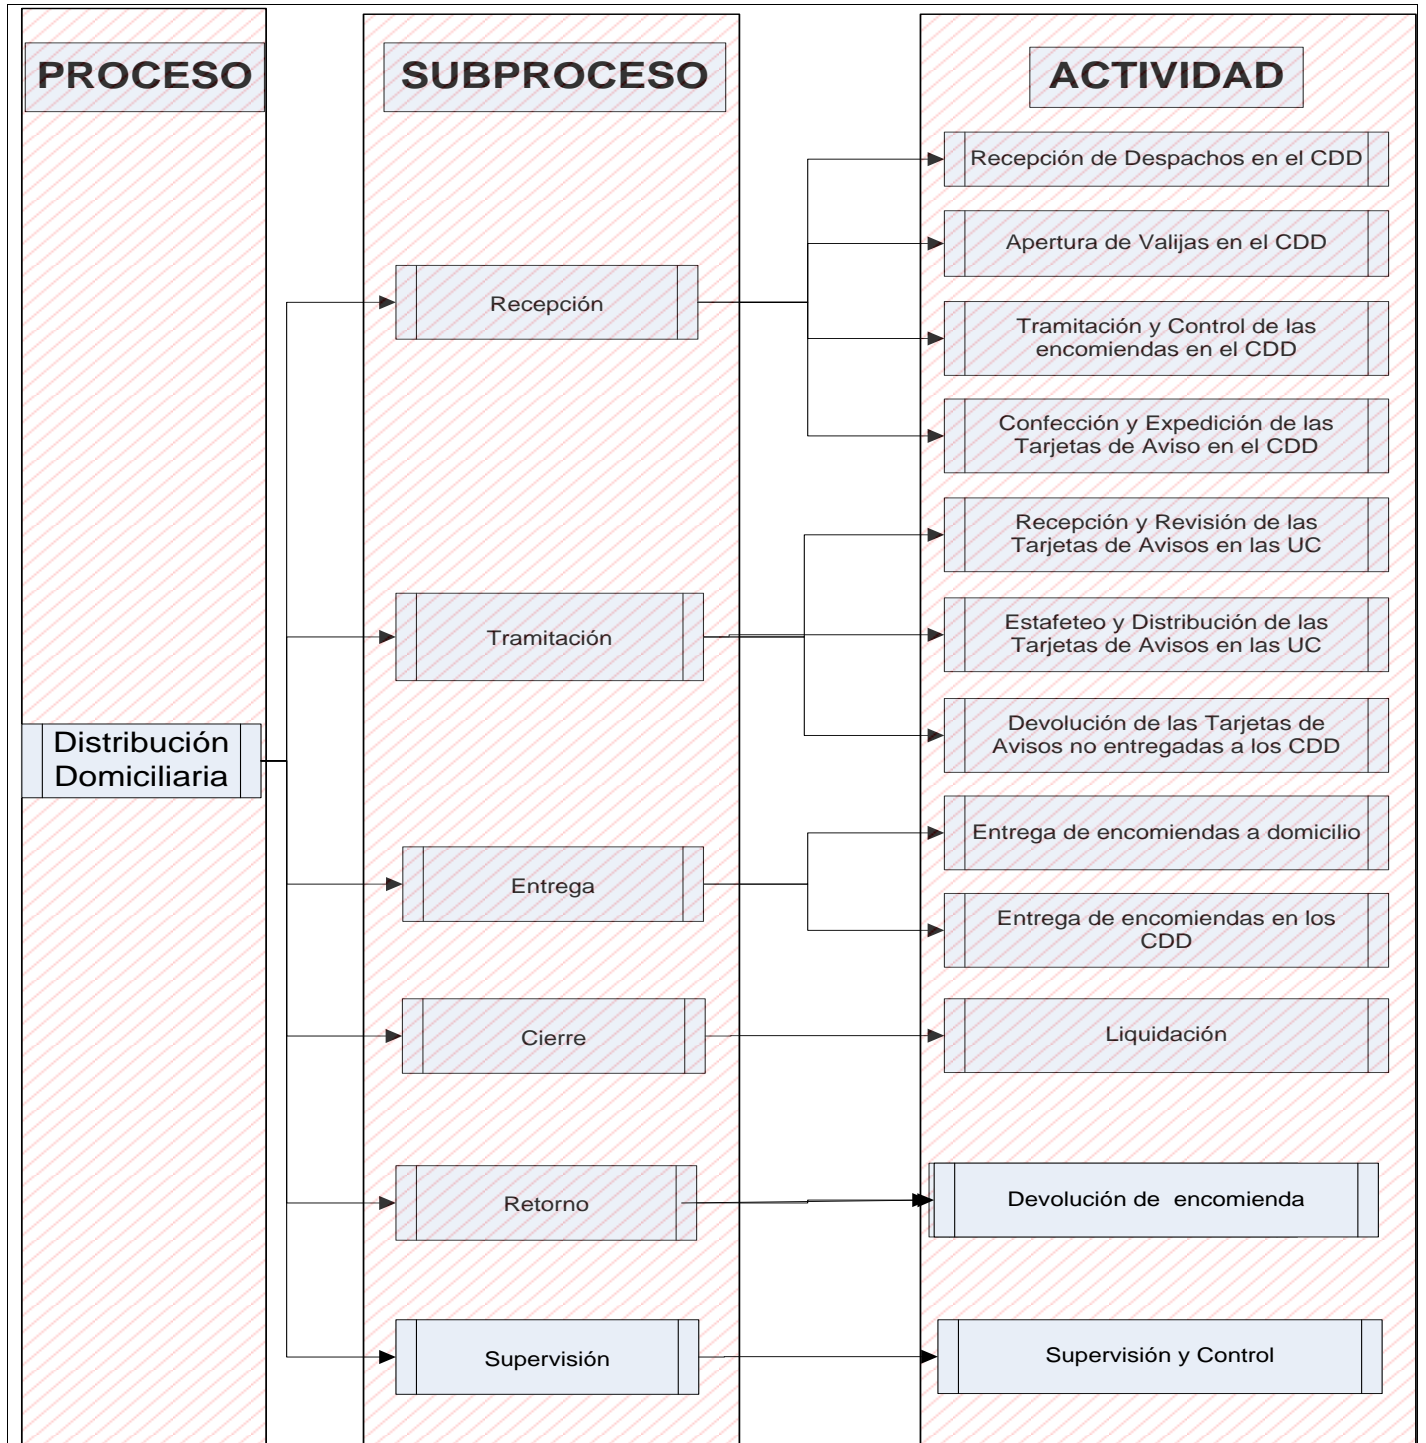 PROCESO
SUBPROCESO
ACTIVIDAD
Recepción de Despachos en el CDD
Apertura de Valijas en el CDD
Recepción
Tramitación y Control de las
encomiendas en el CDD
Confección y Expedición de las
Tarjetas de Aviso en el CDD
Recepción y Revisión de las
Tarjetas de Avisos en las UC
Tramitación
Estafeteo y Distribución de las
Tarjetas de Avisos en las UC
Devolución de las Tarjetas de
Avisos no entregadas a los CDD
Distribución
Domiciliaria
Entrega de encomiendas a domicilio
Entrega
Entrega de encomiendas en los
CDD
Cierre
Liquidación
Retorno
Devolución de  encomienda
Supervisión
Supervisión y Control